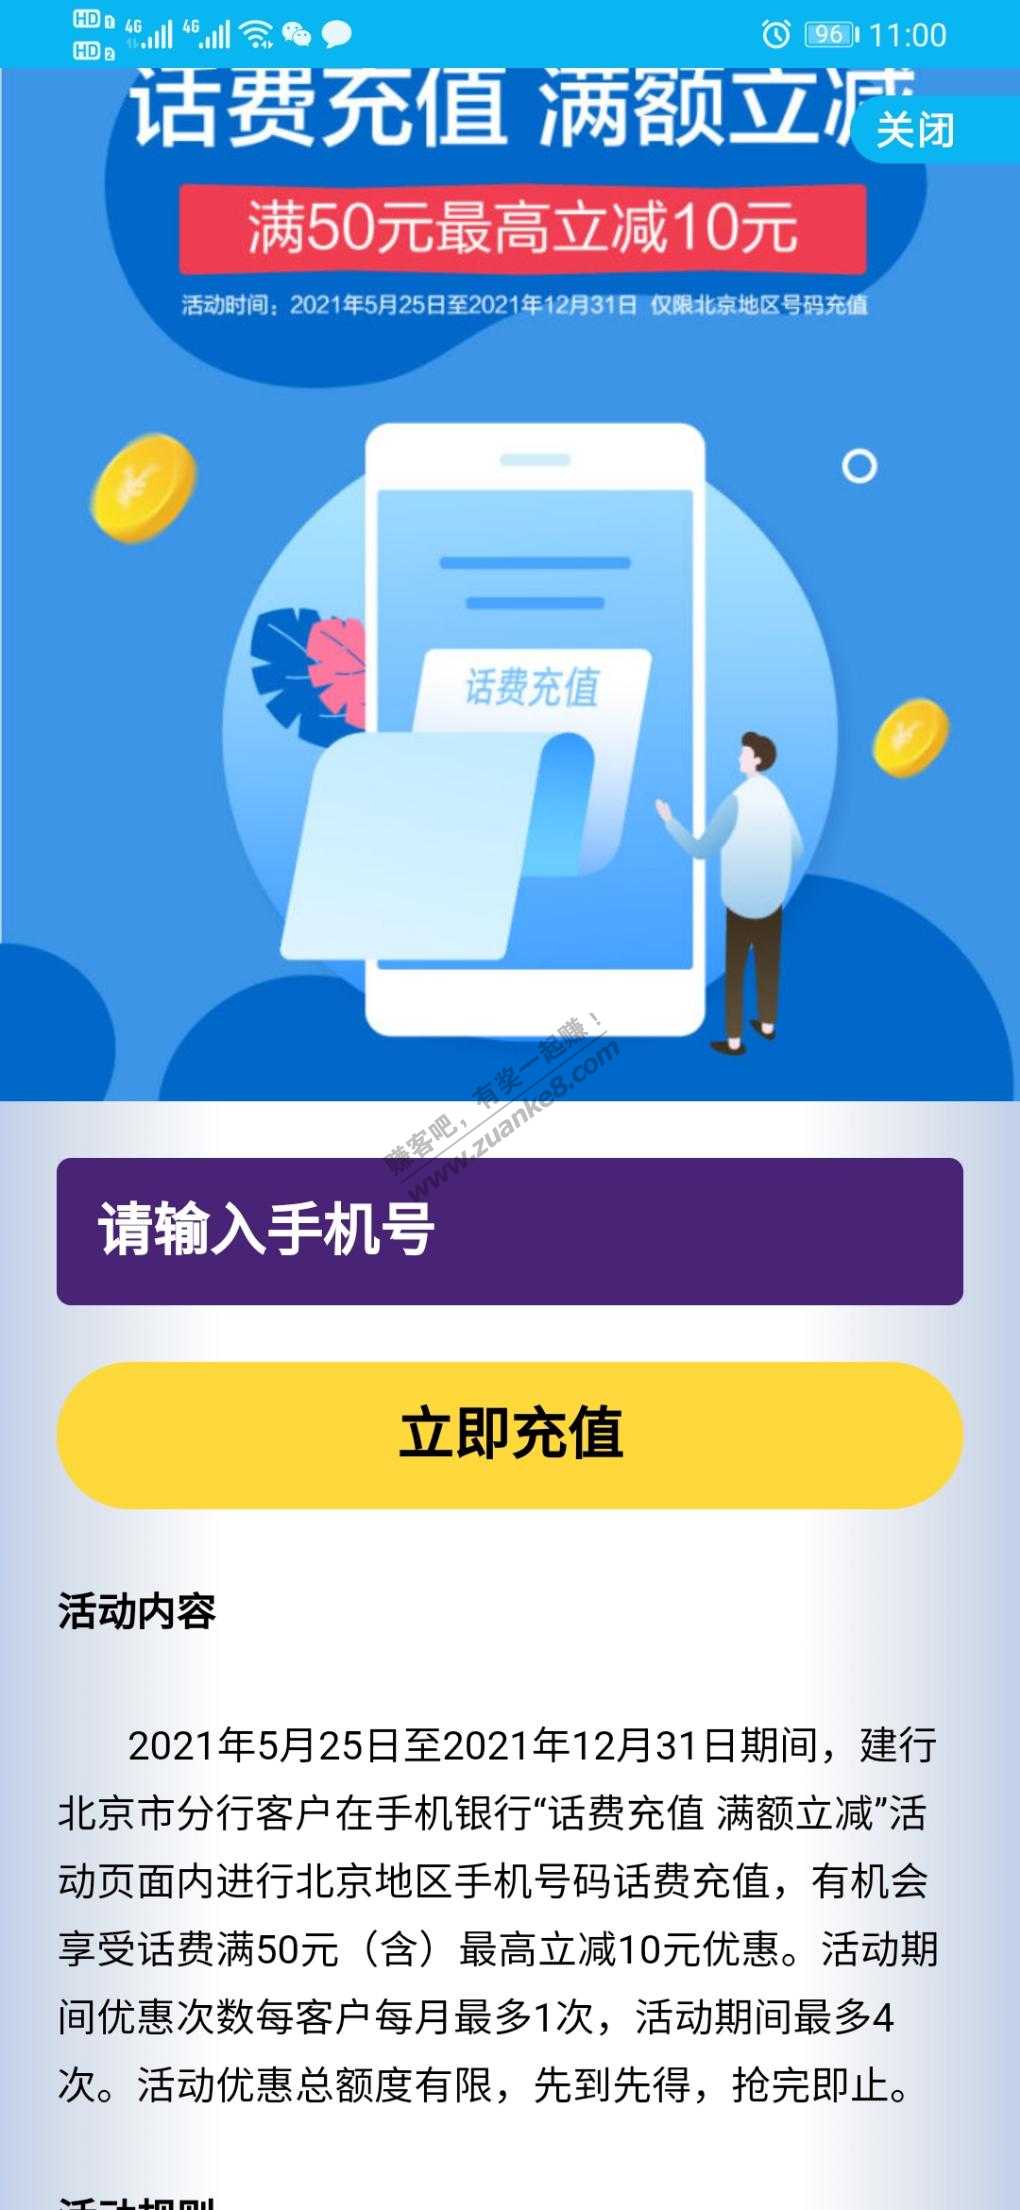 HD 1 4G 4G 96 11:00
HD 2
话费充值 满额立减
关闭
满50元最高立减10元
活动时间：2021年5月25日至2021年12月31日 仅限北京地区号码充值
话费充值
赚客吧，有奖一起赚！
www.zuanke8.com
请输入手机号
立即充值
活动内容
2021年5月25日至2021年12月31日期间，建行
北京市分行客户在手机银行“话费充值 满额立减”活
动页面内进行北京地区手机号码话费充值，有机会
享受话费满50元（含）最高立减10元优惠。活动期
间优惠次数每客户每月最多1次，活动期间最多4
次。活动优惠总额度有限，先到先得，抢完即止。
活动规则